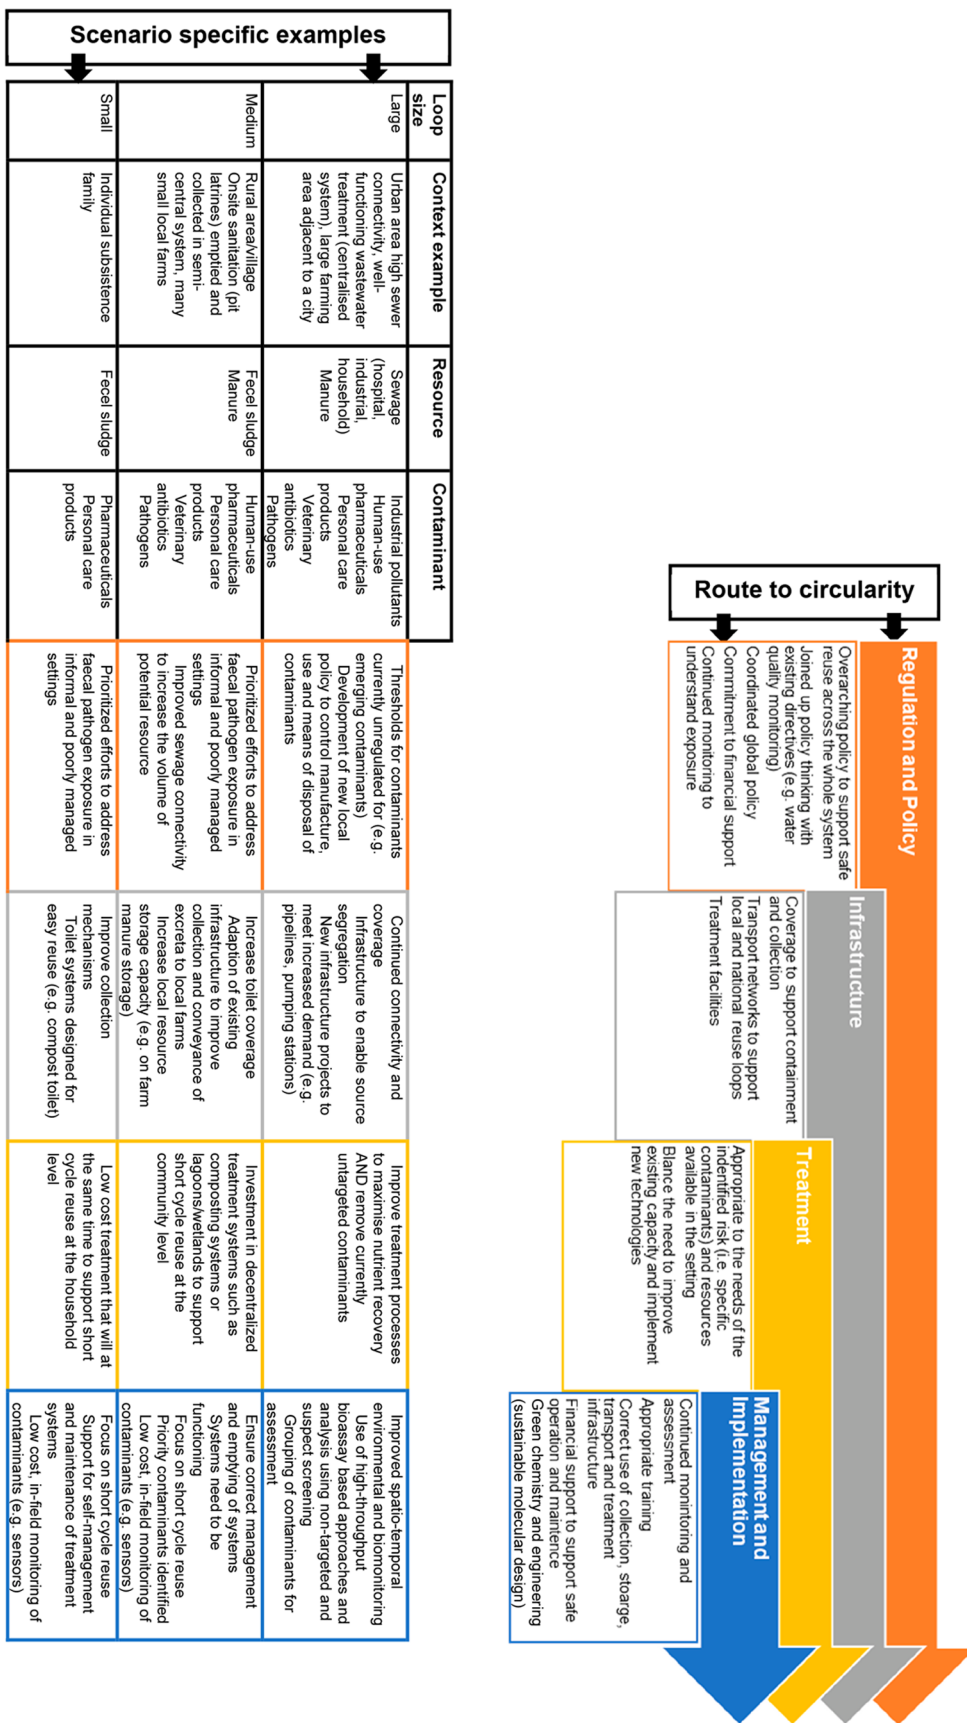 Route to circularity
Regulation and Policy
Overarching policy to support safe
reuse across the whole system
Joined up policy thinking with
existing directives (e.g. water
quality monitoring)
Coordinated global policy
Commitment to financial support
Continued monitoring to
understand exposure
Infrastructure
Coverage to support containment
and collection
Transport networks to support
local and national reuse loops
Treatment facilities
Treatment
Appropriate to the needs of the
indentified risk (i.e. specific
contaminants) and resources
available in the setting
Blance the need to improve
existing capacity and implement
new technologies
Management and
Implementation
Continued monintoring and
assessment
Appropriate training
Correct use of collection, stoarge,
transport and treatment
infrastructure
Financial support to support safe
operation and maintence
Green chemistry and engineering
(sustainable molecular design)
Scenario specific examples
Loop
size
Context example
Resource
Contaminant
Large
Urban area high sewer
connectivity, well-
functioning wastewater
treatment (centralised
system), large farming
area adjacent to a city
Sewage
(hospital,
industrial,
household)
Manure
Industrial pollutants
Human-use
pharmaceuticals
Personal care
products
Veterinary
antibiotics
Pathogens
Thresholds for contaminants
currently unregulated for (e.g.
emerging contaminants)
Development of new local
policy to control manufacture,
use and means of disposal of
contaminants
Continued connectivity and
coverage
Infrastructure to enable source
segregation
New infrastructure projects to
meet increased demand (e.g.
pipelines, pumping stations)
Improve treatment processes
to maximise nutrient recovery
AND remove currently
untargeted contaminants
Improved spatio-temporal
environmental and biomonitoring
Use of high-throughput
bioassay based approaches and
analysis using non-targeted and
suspect screening
Grouping of contaminants for
assessment
Medium
Rural area/village
Onsite sanitation (pit
latrines) emptied and
collected in semi-
central system, many
small local farms
Fecel sludge
Manure
Human-use
pharmaceuticals
Personal care
products
Veterinary
antibiotics
Pathogens
Prioritized efforts to address
faecal pathogen exposure in
informal and poorly managed
settings
Improved sewage connectivity
to increase the volume of
potential resource
Increase toilet coverage
Adaption of existing
infrastructure to improve
collection and conveyance of
excreta to local farms
Increase local resource
storage capacity (e.g. on farm
manure storage)
Investment in decentralized
treatment systems such as
composting systems or
lagoons/wetlands to support
short cycle reuse at the
community level
Ensure correct management
and emptying of systems
Systems need to be
functioning
Focus on short cycle reuse
Priority contaminants identified
Low cost, in-field monitoring of
contaminants (e.g. sensors)
Small
Individual subsistence
family
Fecel sludge
Pharmaceuticals
Personal care
products
Prioritized efforts to address
faecal pathogen exposure in
informal and poorly managed
settings
Improve collection
mechanisms
Toilet systems designed for
easy reuse (e.g. compost toilet)
Low cost treatment that will at
the same time to support short
cycle reuse at the household
level
Focus on short cycle reuse
Support for self-management
and maintenance of treatment
systems
Low cost, in-field monitoring of
contaminants (e.g. sensors)